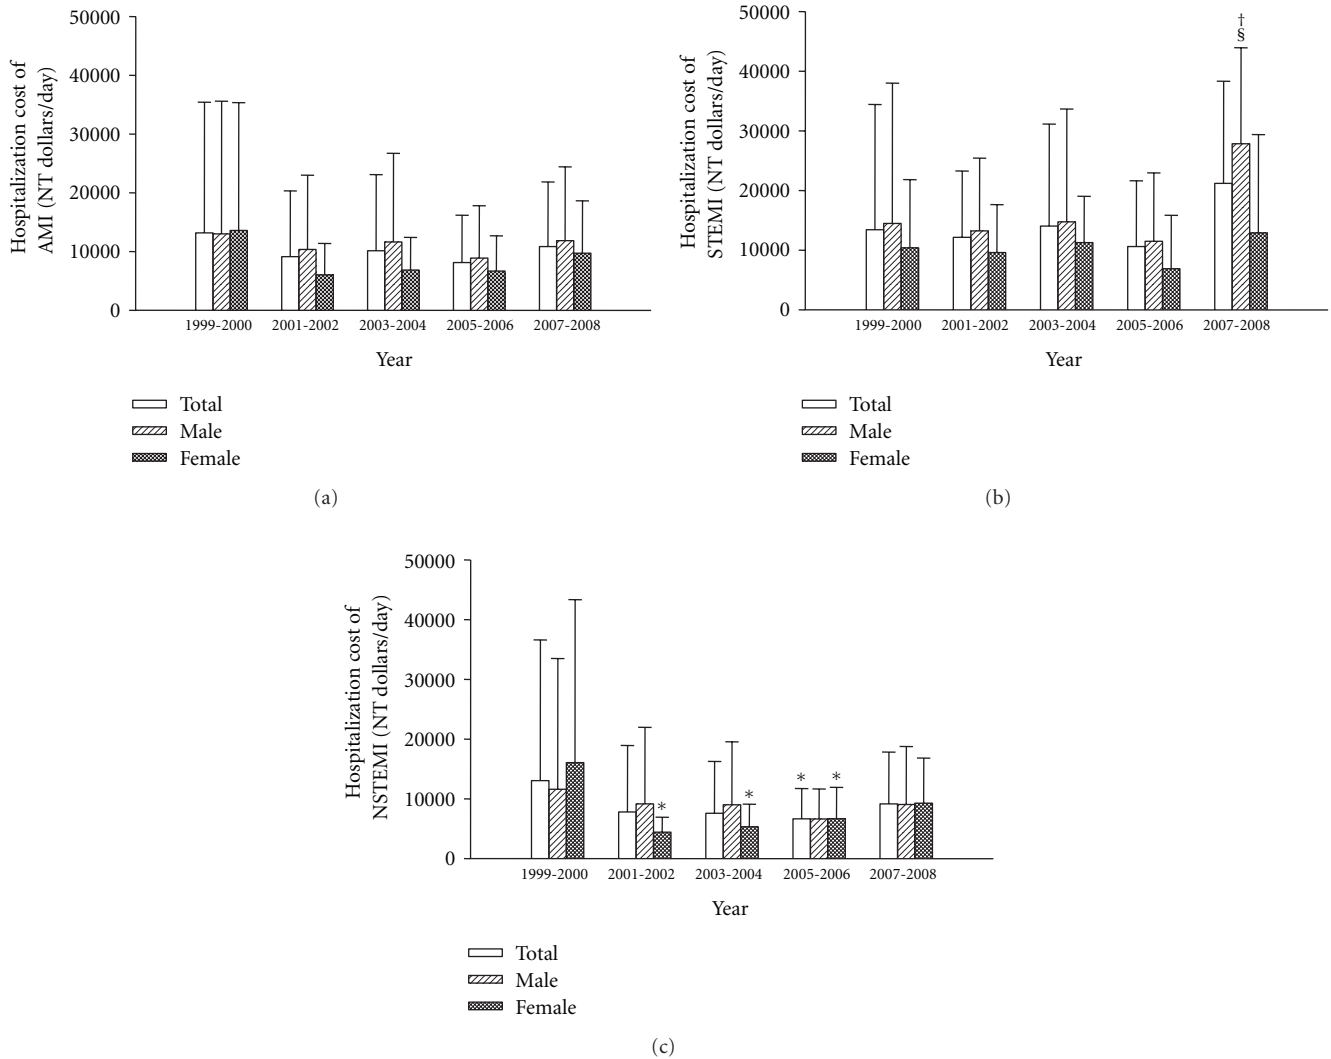 Hospitalization cost of
AMI (NT dollars/day)
50000
40000
30000
20000
10000
0
1999-2000 2001-2002 2003-2004 2005-2006 2007-2008
Year
Total
Male
Female
(a)
Hospitalization cost of
STEMI (NT dollars/day)
50000
40000
30000
20000
10000
0
†
§
1999-2000 2001-2002 2003-2004 2005-2006 2007-2008
Year
Total
Male
Female
(b)
Hospitalization cost of
NSTEMI (NT dollars/day)
50000
40000
30000
20000
10000
0
* * * *
1999-2000 2001-2002 2003-2004 2005-2006 2007-2008
Year
Total
Male
Female
(c)